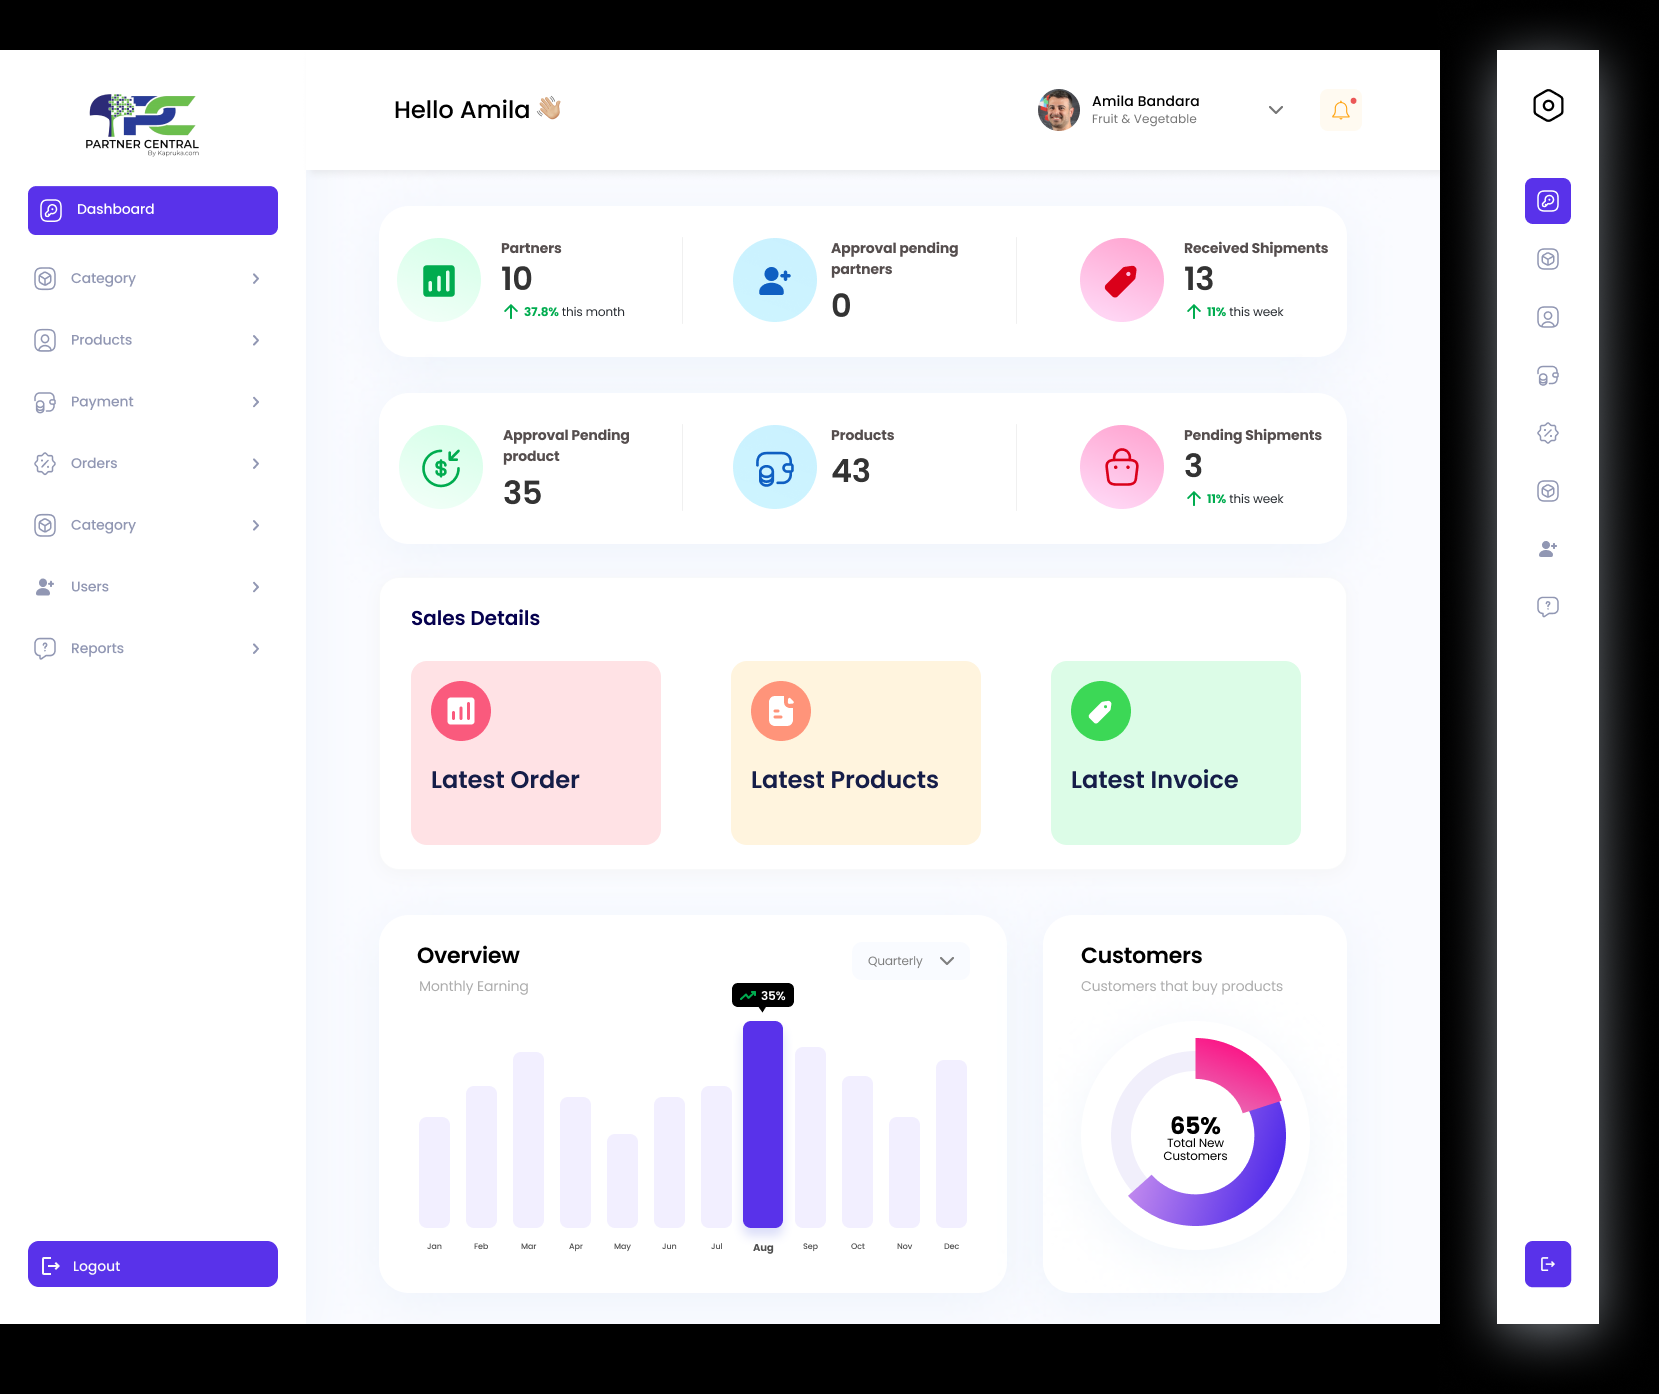 PARTNER CENTRAL
By Kapruka.com
Dashboard
Category
Products
Payment
Orders
Category
Users
Reports
Logout
Hello Amila
Amila Bandara
Fruit & Vegetable
Partners
10
37.8% this month
Approval pending
partners
0
Received Shipments
13
11% this week
Approval Pending
product
35
Products
43
Pending Shipments
3
11% this week
Sales Details
Latest Order
Latest Products
Latest Invoice
Overview
Monthly Earning
Quarterly
35%
Jan Feb Mar Apr May Jun Jul Aug Sep Oct Nov Dec
Customers
Customers that buy products
65%
Total New
Customers